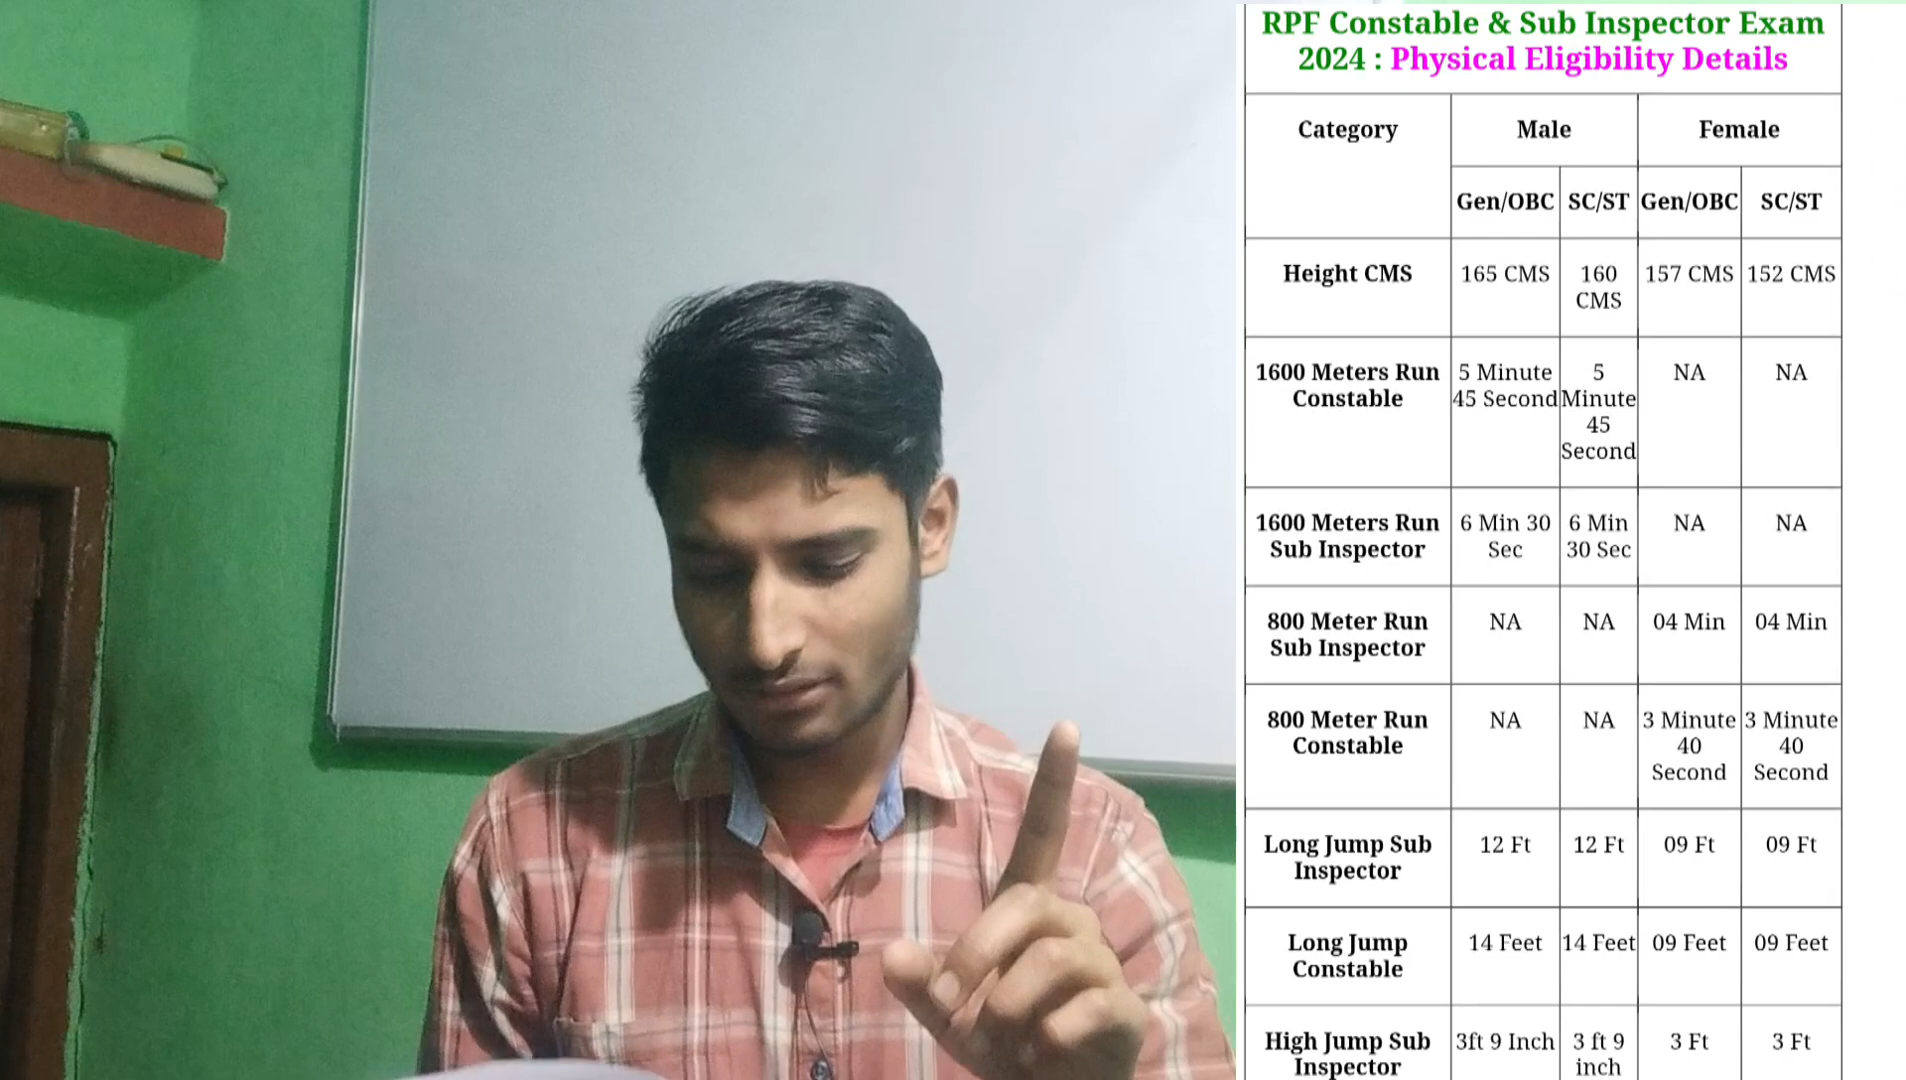 RPF Constable & Sub Inspector Exam
2024 : Physical Eligibility Details
Category Male Female
Gen/OBC SC/ST Gen/OBC SC/ST
Height CMS 165 CMS 160 CMS 157 CMS 152 CMS
1600 Meters Run Constable 5 Minute 45 Second 5 Minute 45 Second NA NA
1600 Meters Run Sub Inspector 6 Min 30 Sec 6 Min 30 Sec NA NA
800 Meter Run Sub Inspector NA NA 04 Min 04 Min
800 Meter Run Constable NA NA 3 Minute 40 Second 3 Minute 40 Second
Long Jump Sub Inspector 12 Ft 12 Ft 09 Ft 09 Ft
Long Jump Constable 14 Feet 14 Feet 09 Feet 09 Feet
High Jump Sub Inspector 3ft 9 Inch 3 ft 9 inch 3 Ft 3 Ft